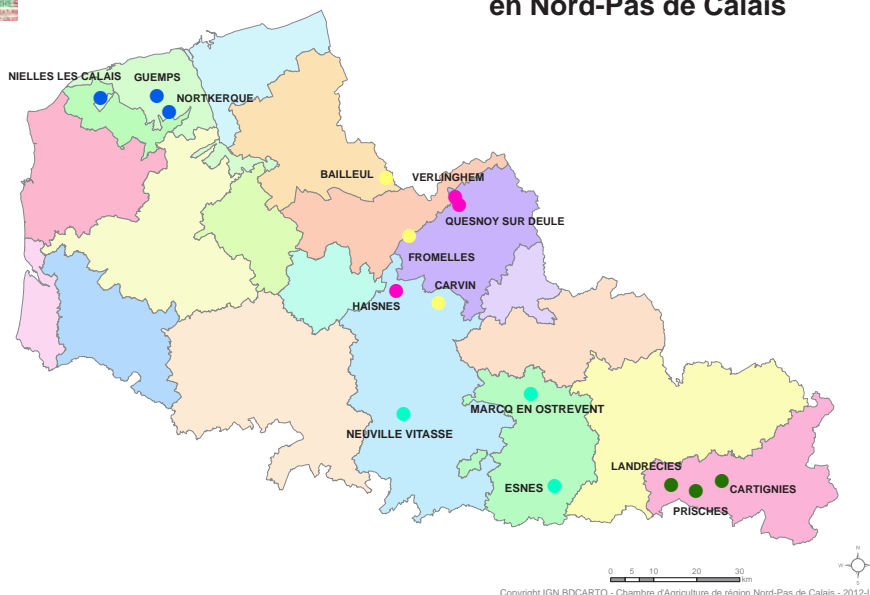 en Nord-Pas de Calais
NIELLES LES CALAIS
GUEMPS
NORTKERQUE
BAILLEUL
VERLINGHEM
QUESNOY SUR DEULE
FROMELLES
CARVIN
HAISNES
MARCQ EN OSTREVENT
NEUVILLE VITASSE
LANDRECIES
ESNES
CARTIGNIES
PRISCHES
N
W
S
0 5 10 20 30
km
Copyright IGN BDCARTO - Chambre d'Agriculture de région Nord-Pas de Calais - 2012-